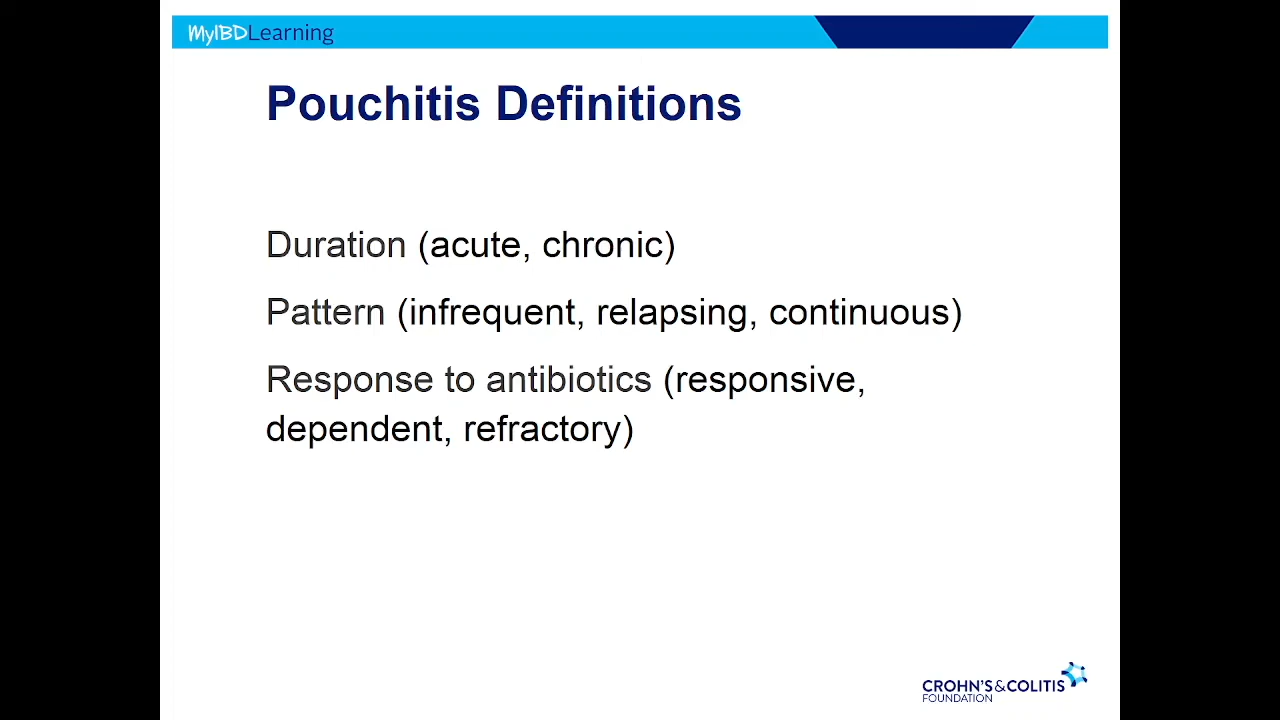 MyIBDLearning
Pouchitis Definitions
Duration (acute, chronic)
Pattern (infrequent, relapsing, continuous)
Response to antibiotics (responsive,
dependent, refractory)
CROHN'S&COLITIS
FOUNDATION